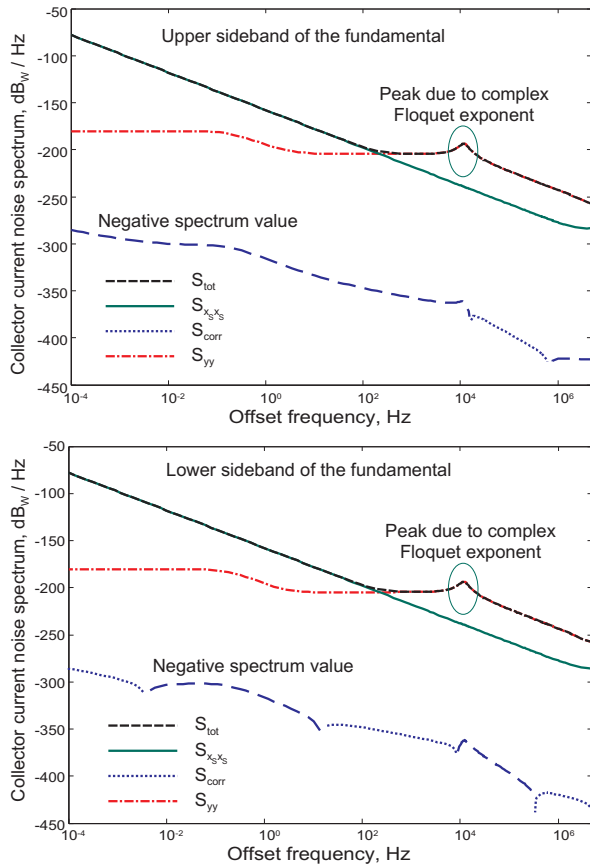 -50
Upper sideband of the fundamental
-100
Peak due to complex
Floquet exponent
-150
-200
-250
Negative spectrum value
-300
S_tot
S_x_Sx_S
-350
S_corr
-400
S_yy
-450
10^-4 10^-2 10^0 10^2 10^4 10^6
Offset frequency, Hz
Collector current noise spectrum, dB_W / Hz
-50
Lower sideband of the fundamental
-100
Peak due to complex
Floquet exponent
-150
-200
-250
Negative spectrum value
-300
S_tot
-350
S_x_Sx_S
S_corr
-400
S_yy
-450
10^-4 10^-2 10^0 10^2 10^4 10^6
Offset frequency, Hz
Collector current noise spectrum, dB_W / Hz